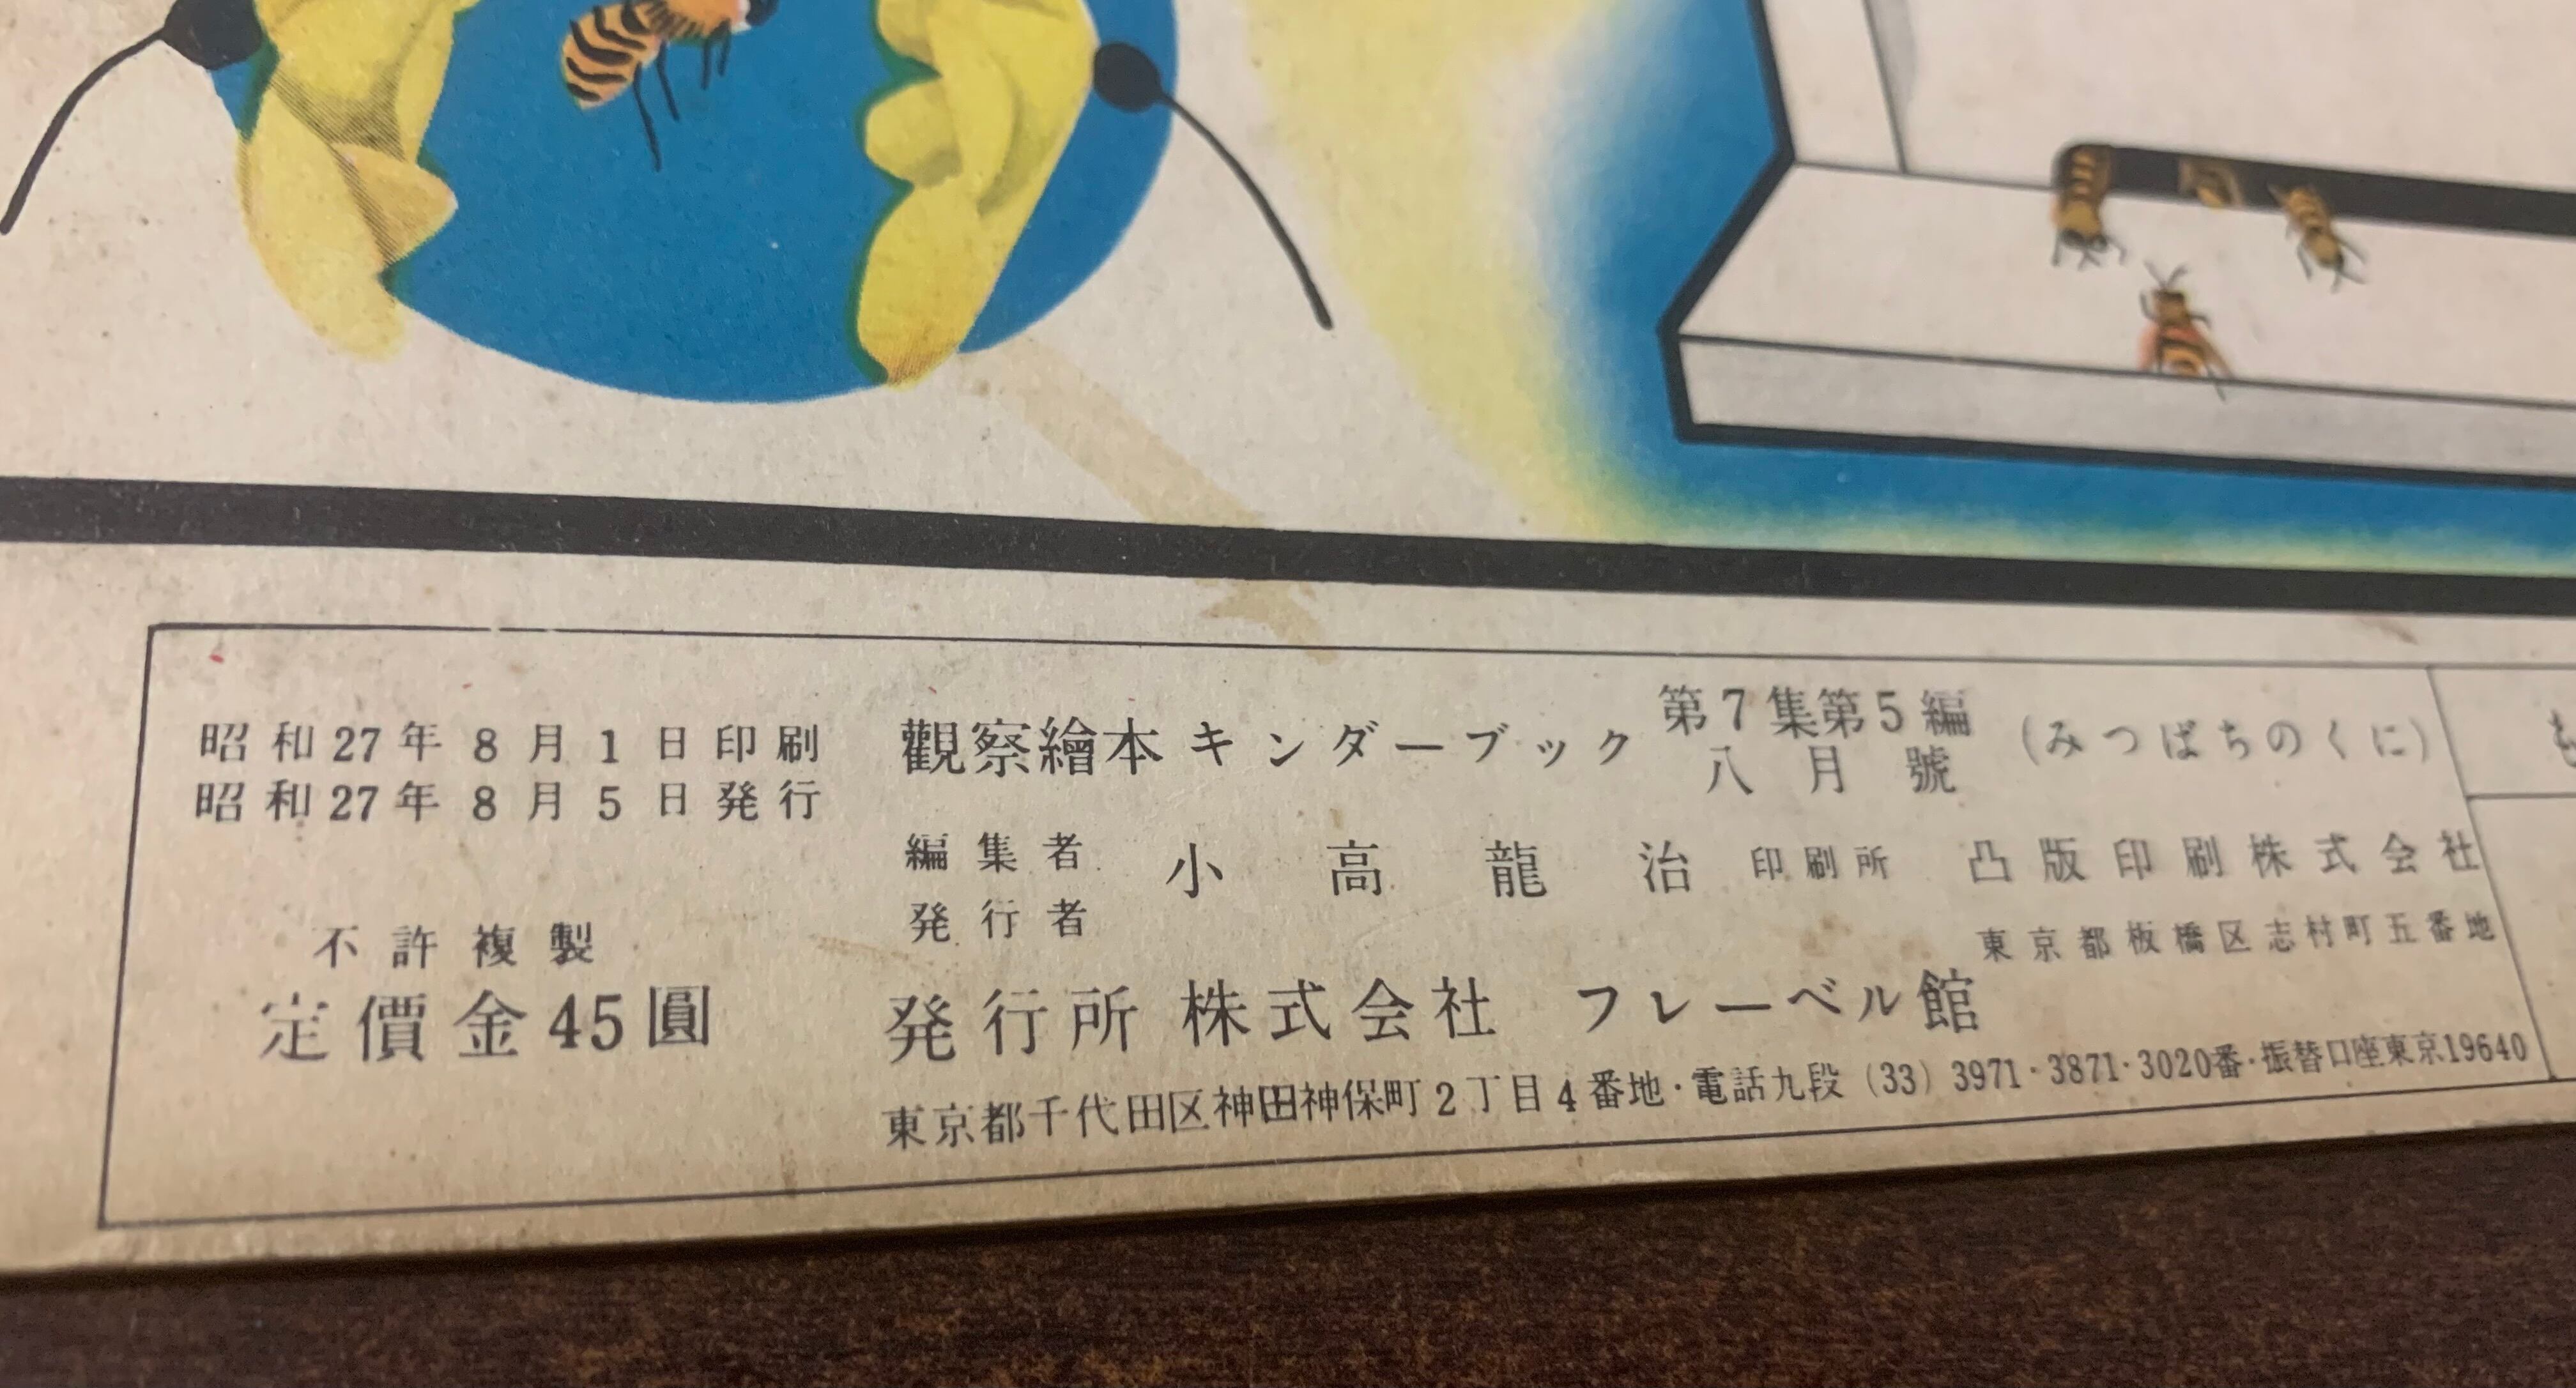 昭和27年8月1日印刷
昭和27年8月5日発行
不許複製
定價金45圓
觀察繪本 キンダーブック 第7集第5編 八月號 (みつばちのくに)
編集者
発行者
小高龍治
印刷所 凸版印刷株式会社
東京都板橋区志村町五番地
発行所 株式会社 フレーベル館
東京都千代田区神田神保町2丁目4番地・電話九段(33)3971・3871・3020番・振替口座東京19640
も